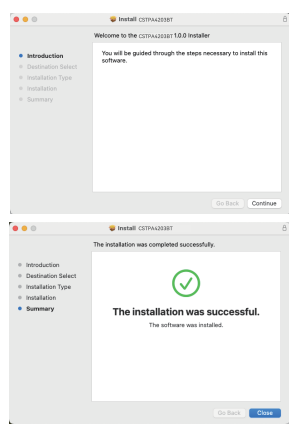 Install CSTPA4203BT
Welcome to the CSTPA4203BT 1.0.0 Installer
Introduction
Destination Select
Installation Type
Installation
Summary
You will be guided through the steps necessary to install this
software.
Go Back
Continue
Install CSTPA4203BT
The installation was completed successfully.
Introduction
Destination Select
Installation Type
Installation
Summary
The installation was successful.
The software was installed.
Go Back
Close